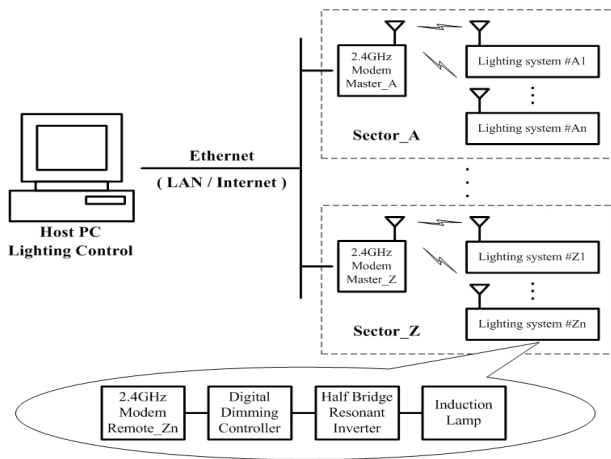 2.4GHz
Modem
Master_A
Lighting system #A1
Lighting system #An
Sector_A
Ethernet
( LAN / Internet )
Host PC
Lighting Control
2.4GHz
Modem
Master_Z
Lighting system #Z1
Lighting system #Zn
Sector_Z
2.4GHz
Modem
Remote_Zn
Digital
Dimming
Controller
Half Bridge
Resonant
Inverter
Induction
Lamp